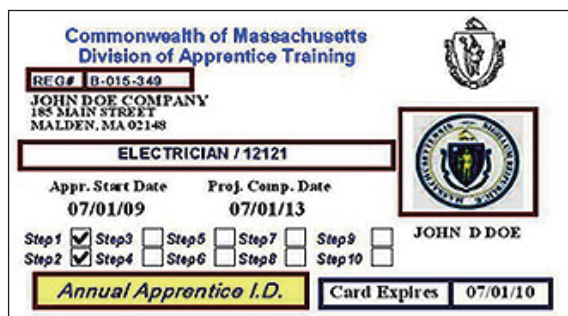 Commonwealth of Massachusetts
Division of Apprentice Training
REG# B-015-349
JOHN DOE COMPANY
185 MAIN STREET
MALDEN, MA 02148
ELECTRICIAN / 12121
Appr. Start Date Proj. Comp. Date
07/01/09 07/01/13
Step1 Step3 Step5 Step7 Step9
Step2 Step4 Step6 Step8 Step10
JOHN D DOE
Annual Apprentice I.D. Card Expires 07/01/10